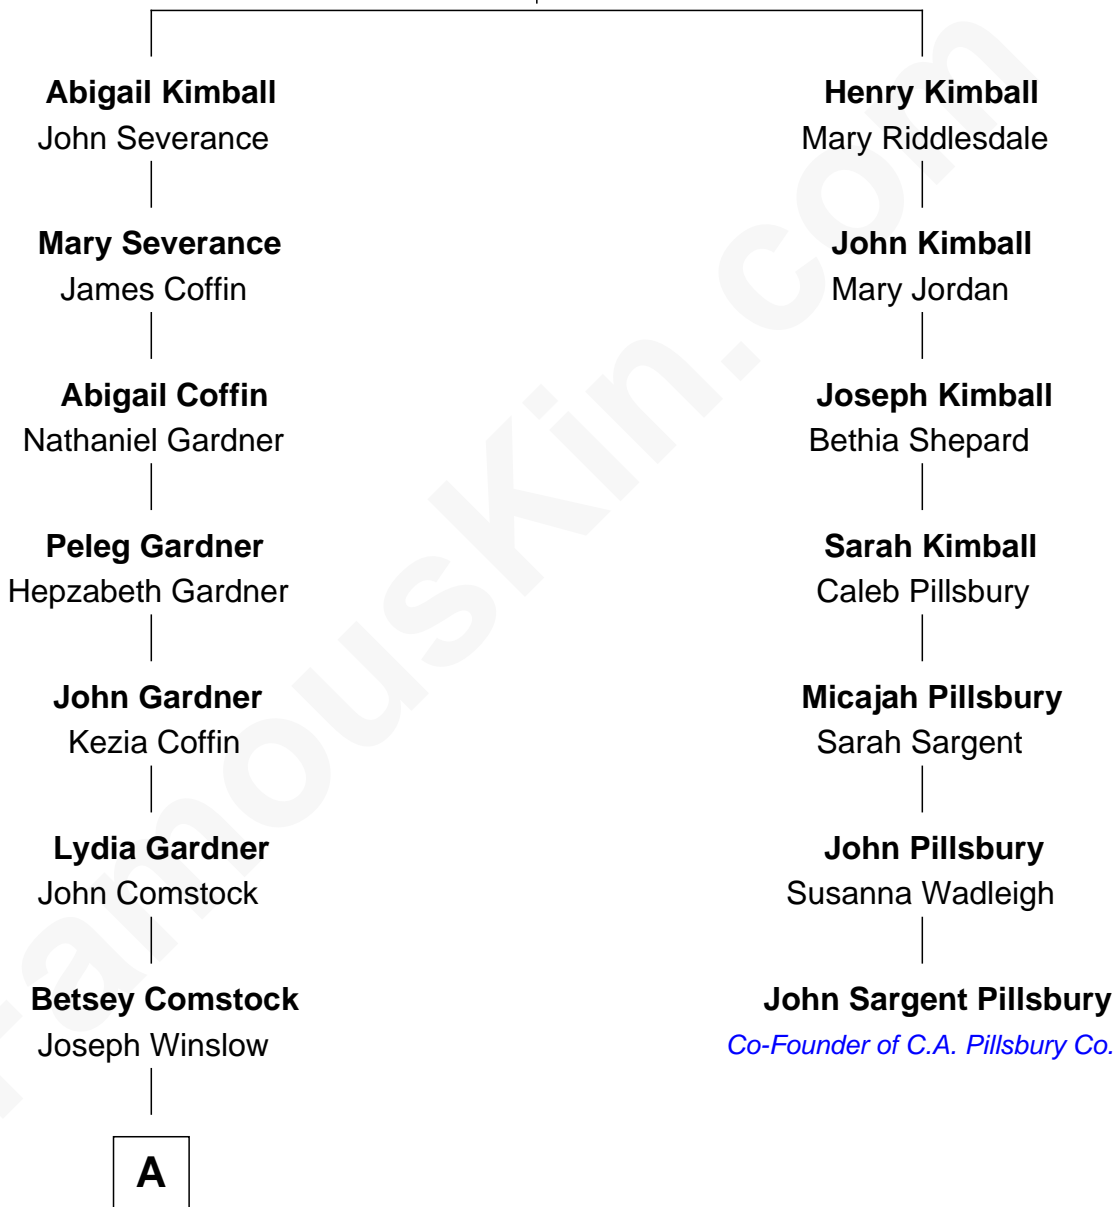 Abigail Kimball
John Severance
Henry Kimball
Mary Riddlesdale
Mary Severance
James Coffin
John Kimball
Mary Jordan
Abigail Coffin
Nathaniel Gardner
Joseph Kimball
Bethia Shepard
Peleg Gardner
Hepzabeth Gardner
Sarah Kimball
Caleb Pillsbury
John Gardner
Kezia Coffin
Micajah Pillsbury
Sarah Sargent
Lydia Gardner
John Comstock
John Pillsbury
Susanna Wadleigh
Betsey Comstock
Joseph Winslow
John Sargent Pillsbury
Co-Founder of C.A. Pillsbury Co.
A
FamousKin.com